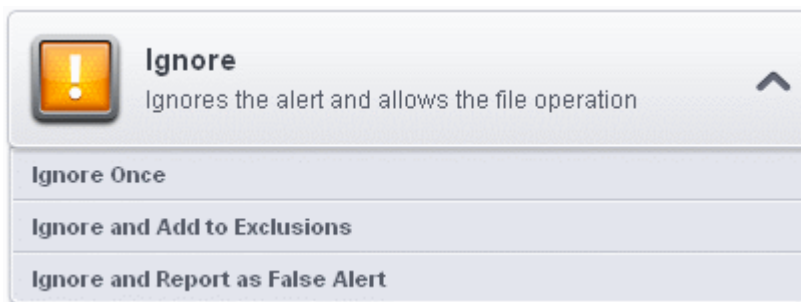 Ignore
Ignores the alert and allows the file operation
Ignore Once
Ignore and Add to Exclusions
Ignore and Report as False Alert